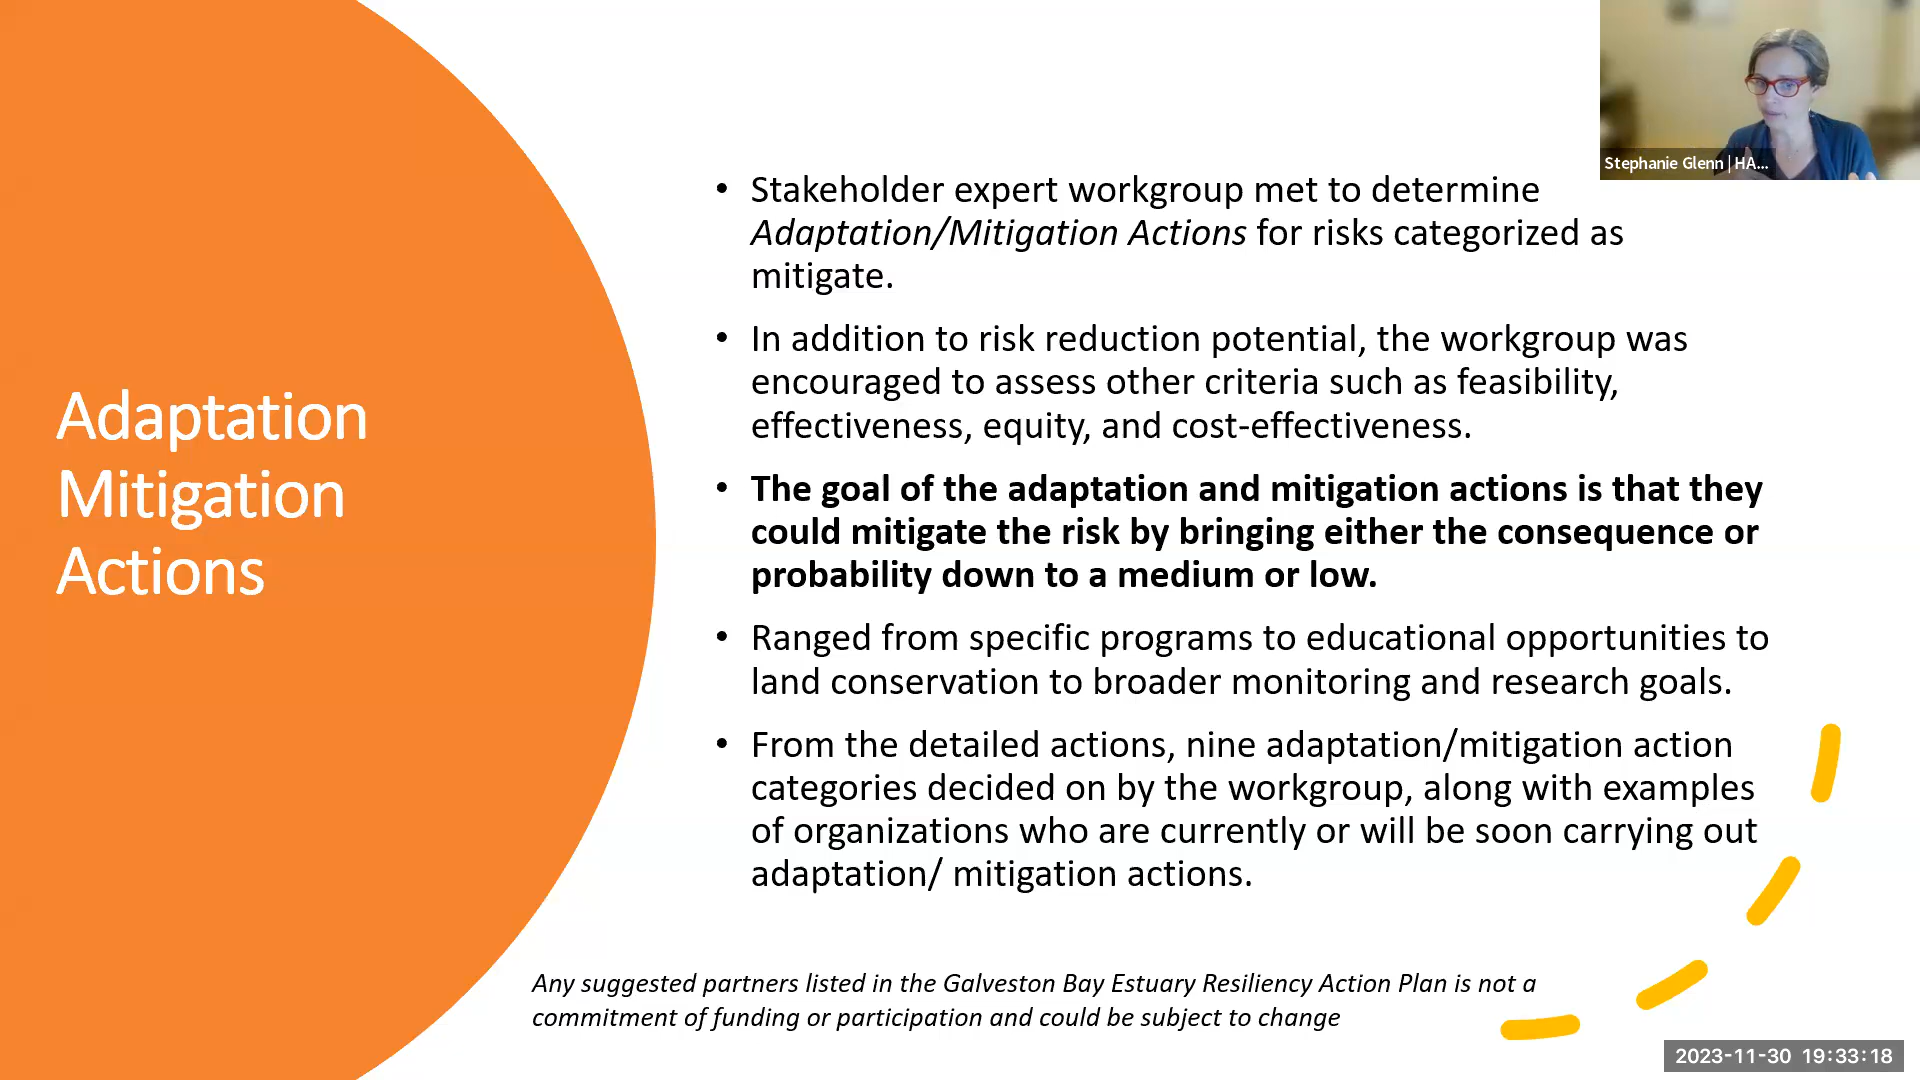 Stephanie Glenn | HA...
Adaptation
Mitigation
Actions
• Stakeholder expert workgroup met to determine
Adaptation/Mitigation Actions for risks categorized as
mitigate.
• In addition to risk reduction potential, the workgroup was
encouraged to assess other criteria such as feasibility,
effectiveness, equity, and cost-effectiveness.
• The goal of the adaptation and mitigation actions is that they
could mitigate the risk by bringing either the consequence or
probability down to a medium or low.
• Ranged from specific programs to educational opportunities to
land conservation to broader monitoring and research goals.
• From the detailed actions, nine adaptation/mitigation action
categories decided on by the workgroup, along with examples
of organizations who are currently or will be soon carrying out
adaptation/ mitigation actions.
Any suggested partners listed in the Galveston Bay Estuary Resiliency Action Plan is not a
commitment of funding or participation and could be subject to change
2023-11-30 19:33:18